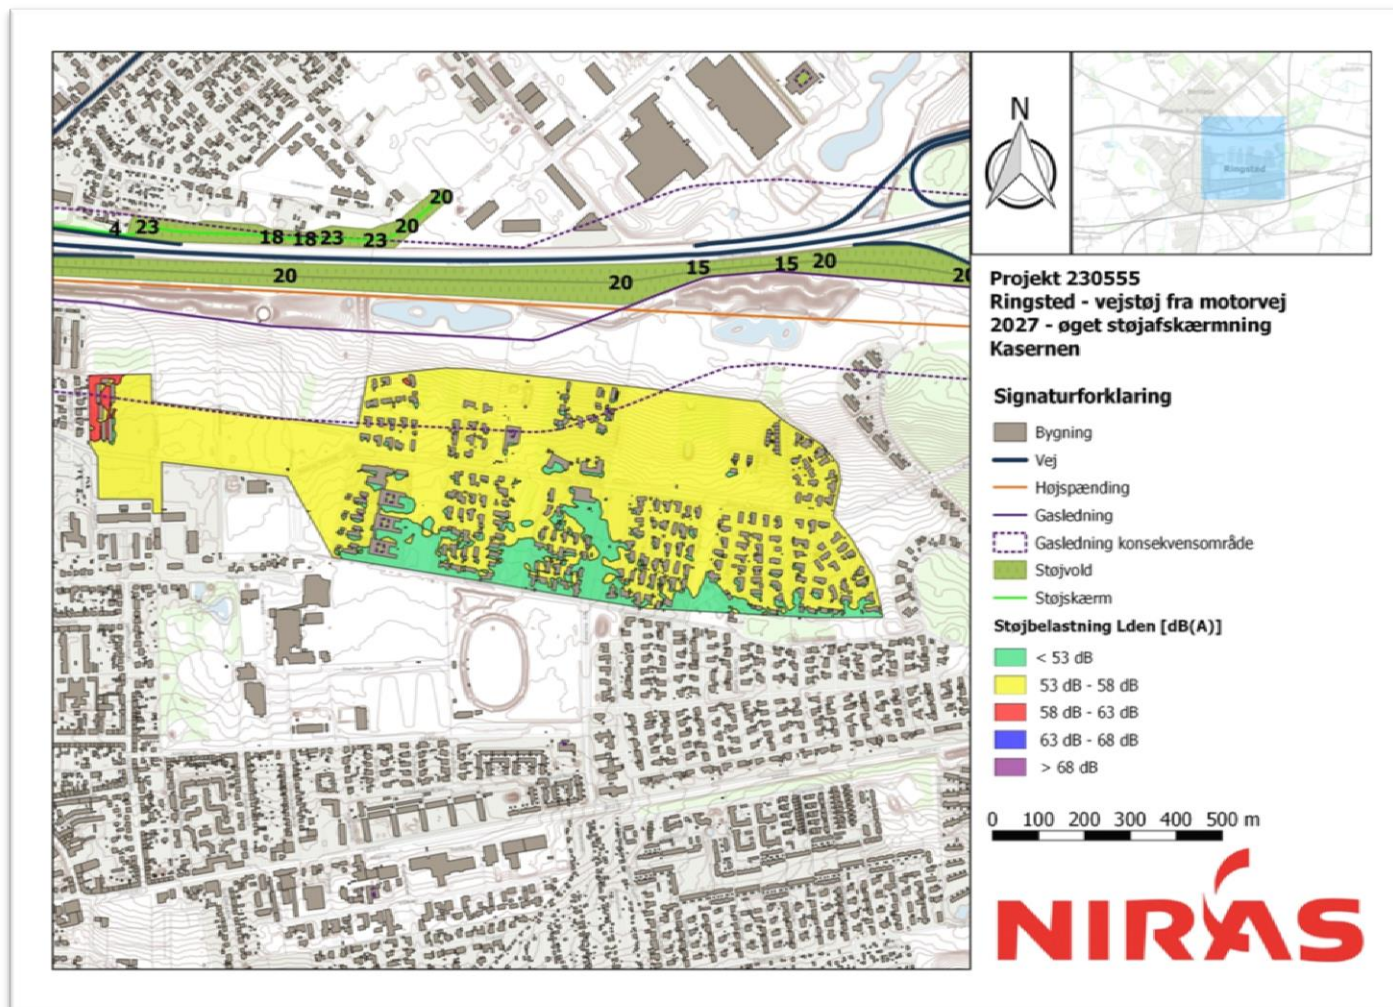 20
20
4
23
18
18
23
23
20
20
15
15
20
20
N
Ringsted
Projekt 230555
Ringsted - vejstøj fra motorvej
2027 - øget støjafskærmning
Kasernen
Signaturforklaring
Bygning
Vej
Højspænding
Gasledning
Gasledning konsekvensområde
Støjvold
Støjskærm
Støjbelastning Lden [dB(A)]
< 53 dB
53 dB - 58 dB
58 dB - 63 dB
63 dB - 68 dB
> 68 dB
0 100 200 300 400 500 m
NIRAS